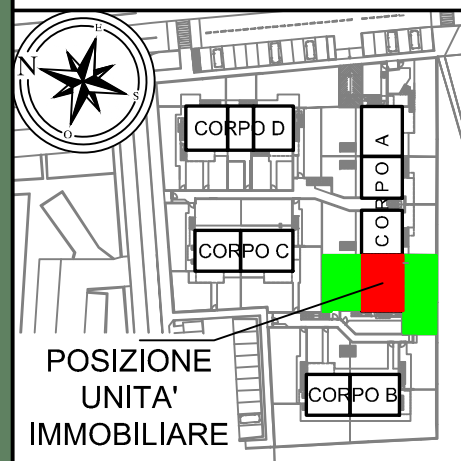 E
N
S
O
CORPO D
CORPO A
CORPO C
POSIZIONE
UNITA'
IMMOBILIARE
CORPO B